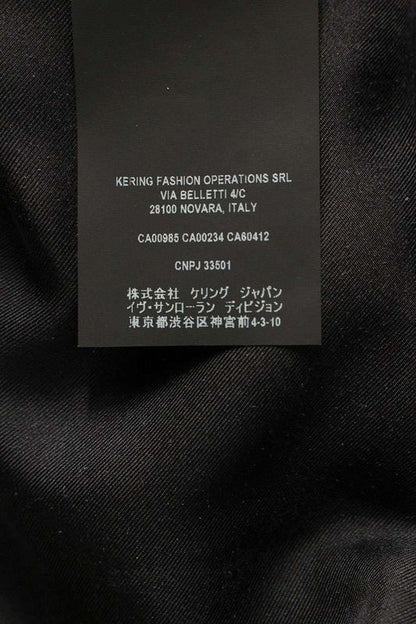 KERING FASHION OPERATIONS SRL
VIA BELLETTI 4/C
28100 NOVARA, ITALY
CA00985 CA00234 CA60412
CNPJ 33501
株式会社 ケリング ジャパン
イヴ・サンローラン ディビジョン
東京都渋谷区神宮前4-3-10